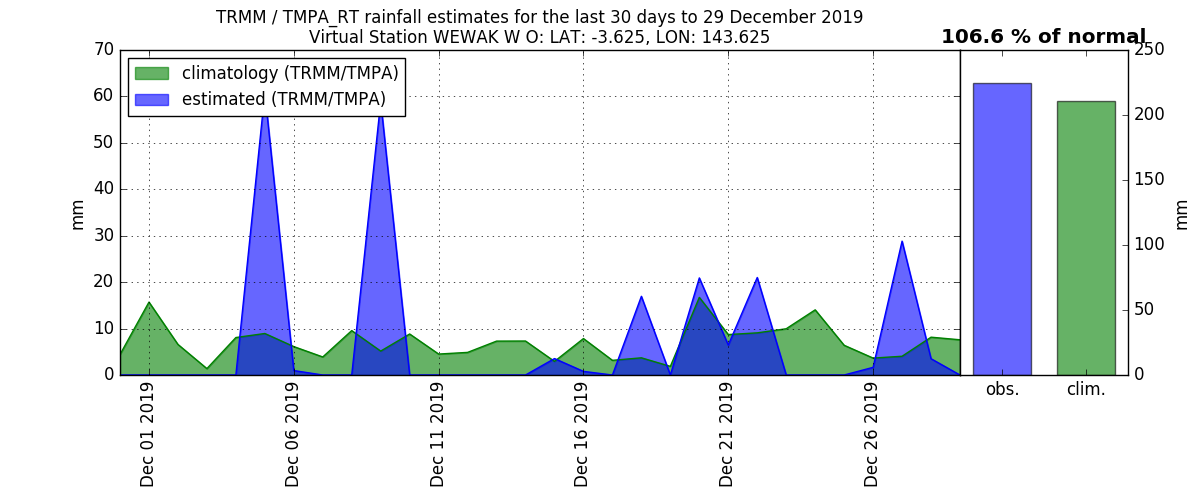 TRMM / TMPA_RT rainfall estimates for the last 30 days to 29 December 2019
Virtual Station WEWAK W O: LAT: -3.625, LON: 143.625
106.6 % of normal
climatology (TRMM/TMPA)
estimated (TRMM/TMPA)
70
60
50
40
30
20
10
0
mm
Dec 01 2019
Dec 06 2019
Dec 11 2019
Dec 16 2019
Dec 21 2019
Dec 26 2019
obs.
clim.
250
200
150
100
50
0
mm